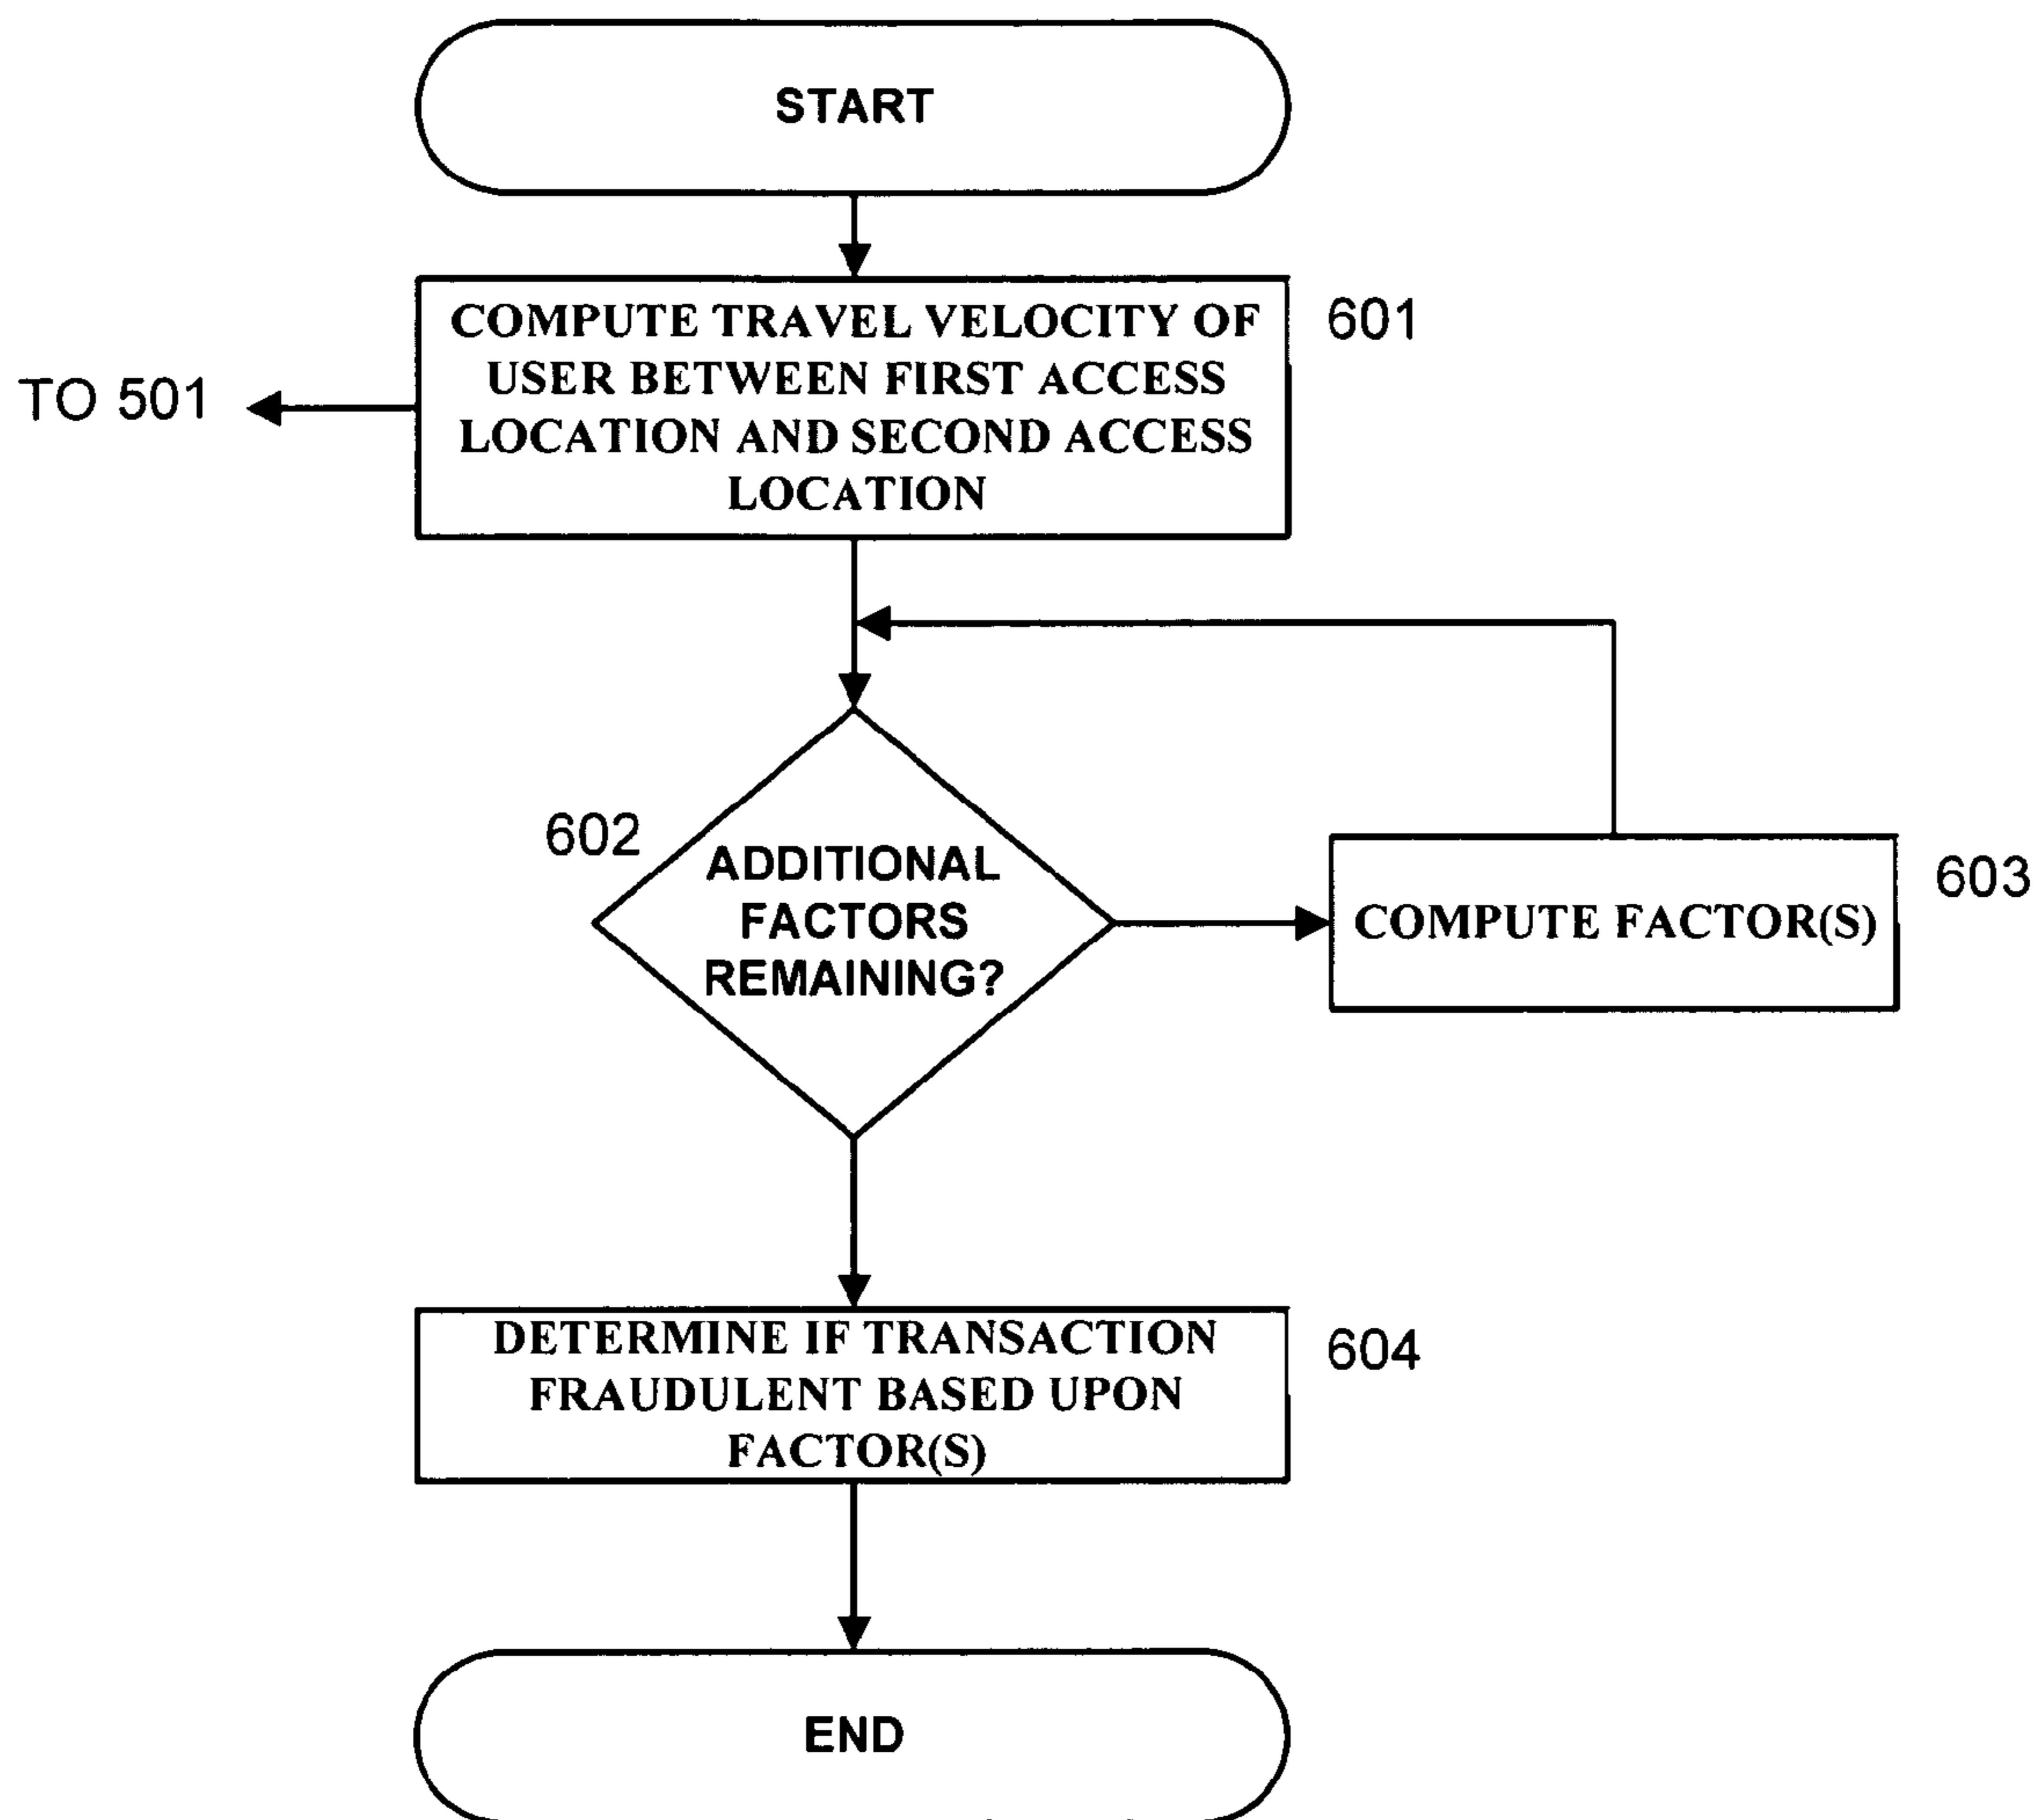 START
COMPUTE TRAVEL VELOCITY OF
USER BETWEEN FIRST ACCESS
LOCATION AND SECOND ACCESS
LOCATION
601
TO 501
602
ADDITIONAL
FACTORS
REMAINING?
COMPUTE FACTOR(S)
603
DETERMINE IF TRANSACTION
FRAUDULENT BASED UPON
FACTOR(S)
604
END